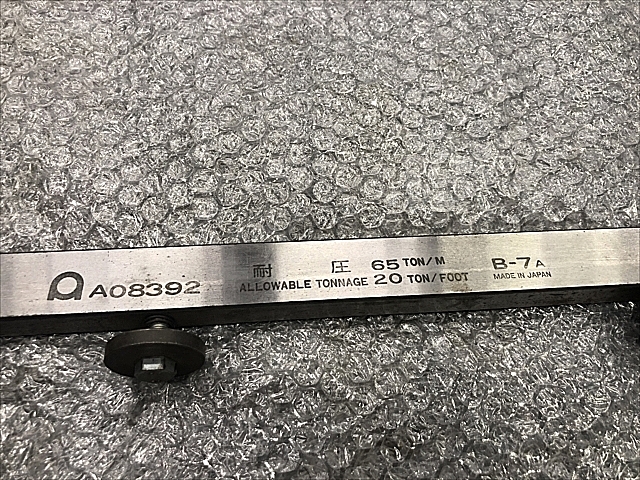 A08392
耐圧 65 TON/M
ALLOWABLE TONNAGE 20 TON/FOOT
B-7A
MADE IN JAPAN